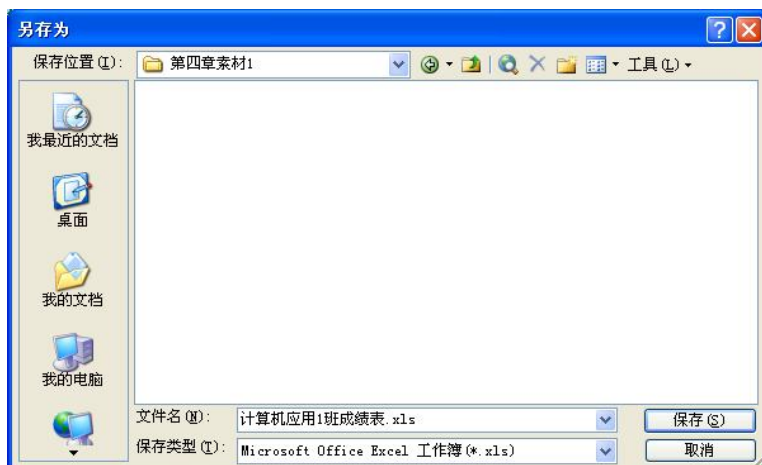 另存为
保存位置(I):
第四章素材1
工具(L)
我最近的文档
桌面
我的文档
我的电脑
文件名(N):
计算机应用1班成绩表.xls
保存(S)
保存类型(T):
Microsoft Office Excel 工作簿(*.xls)
取消